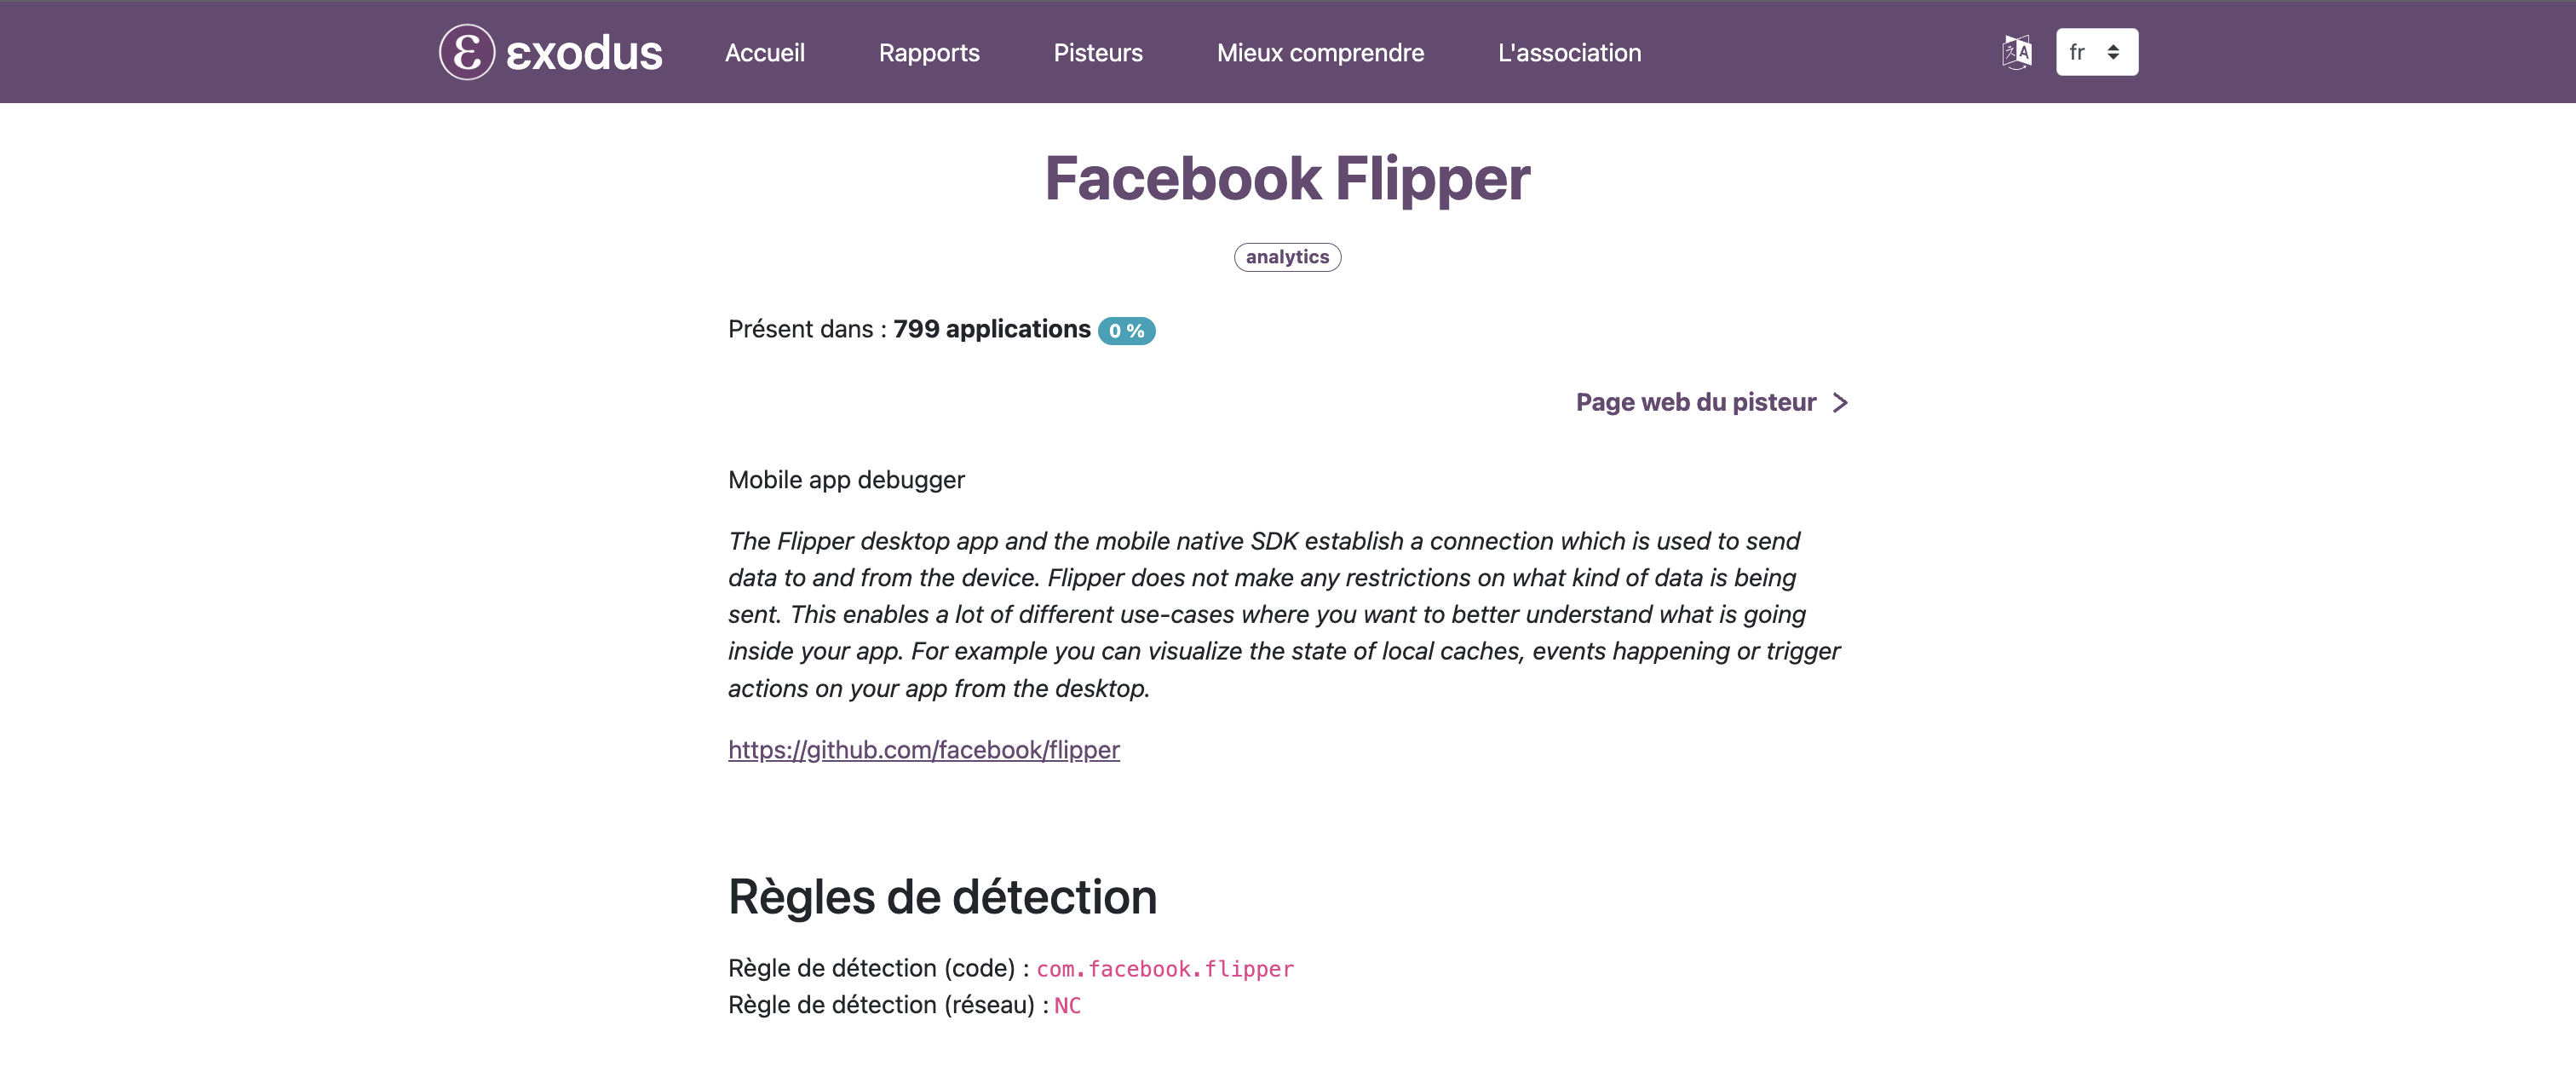 ε εxodus Accueil Rapports Pisteurs Mieux comprendre L'association fr
Facebook Flipper
analytics
Présent dans : 799 applications 0 %
Page web du pisteur
Mobile app debugger
The Flipper desktop app and the mobile native SDK establish a connection which is used to send
data to and from the device. Flipper does not make any restrictions on what kind of data is being
sent. This enables a lot of different use-cases where you want to better understand what is going
inside your app. For example you can visualize the state of local caches, events happening or trigger
actions on your app from the desktop.
https://github.com/facebook/flipper
Règles de détection
Règle de détection (code) : com.facebook.flipper
Règle de détection (réseau) : NC